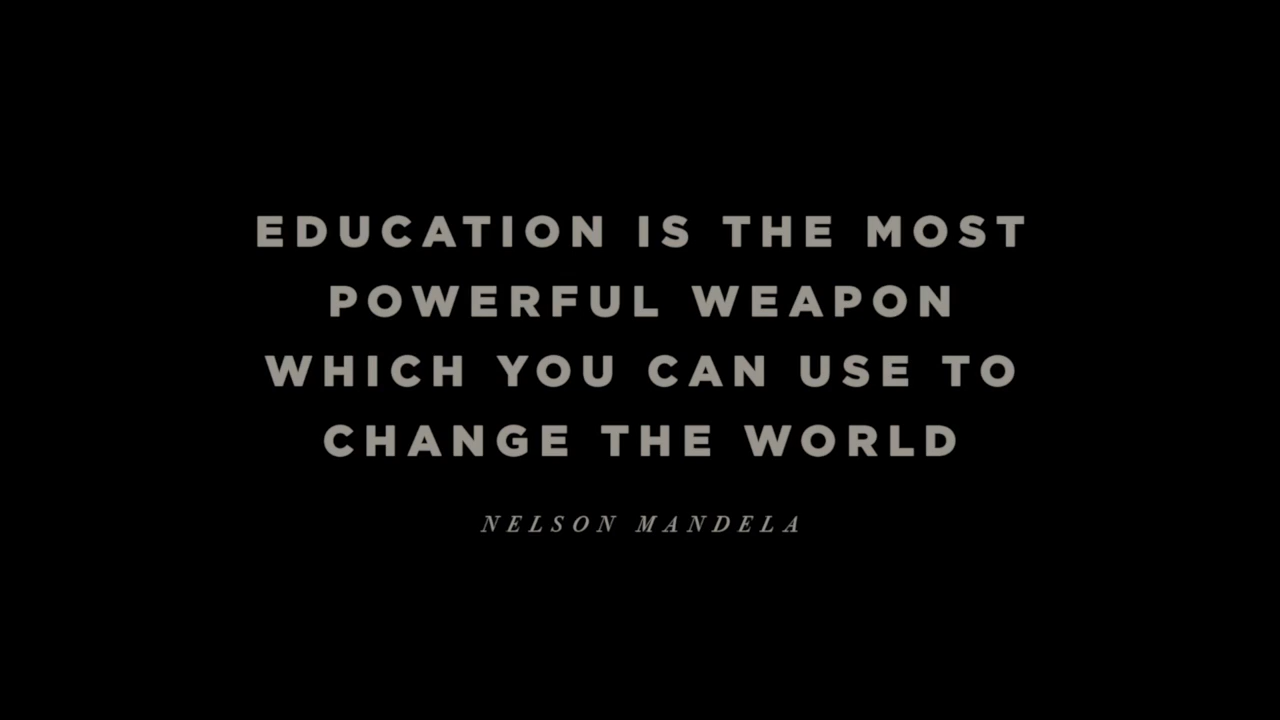 EDUCATION IS THE MOST
POWERFUL WEAPON
WHICH YOU CAN USE TO
CHANGE THE WORLD
NELSON MANDELA